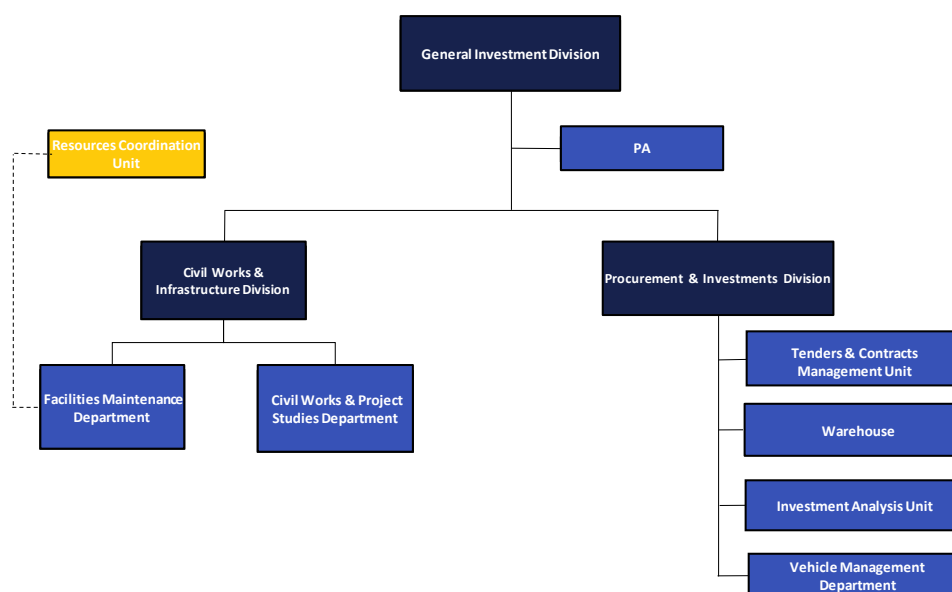 General Investment Division
PA
Resources Coordination
Unit
Civil Works &
Infrastructure Division
Procurement & Investments Division
Facilities Maintenance
Department
Civil Works & Project
Studies Department
Tenders & Contracts
Management Unit
Warehouse
Investment Analysis Unit
Vehicle Management
Department